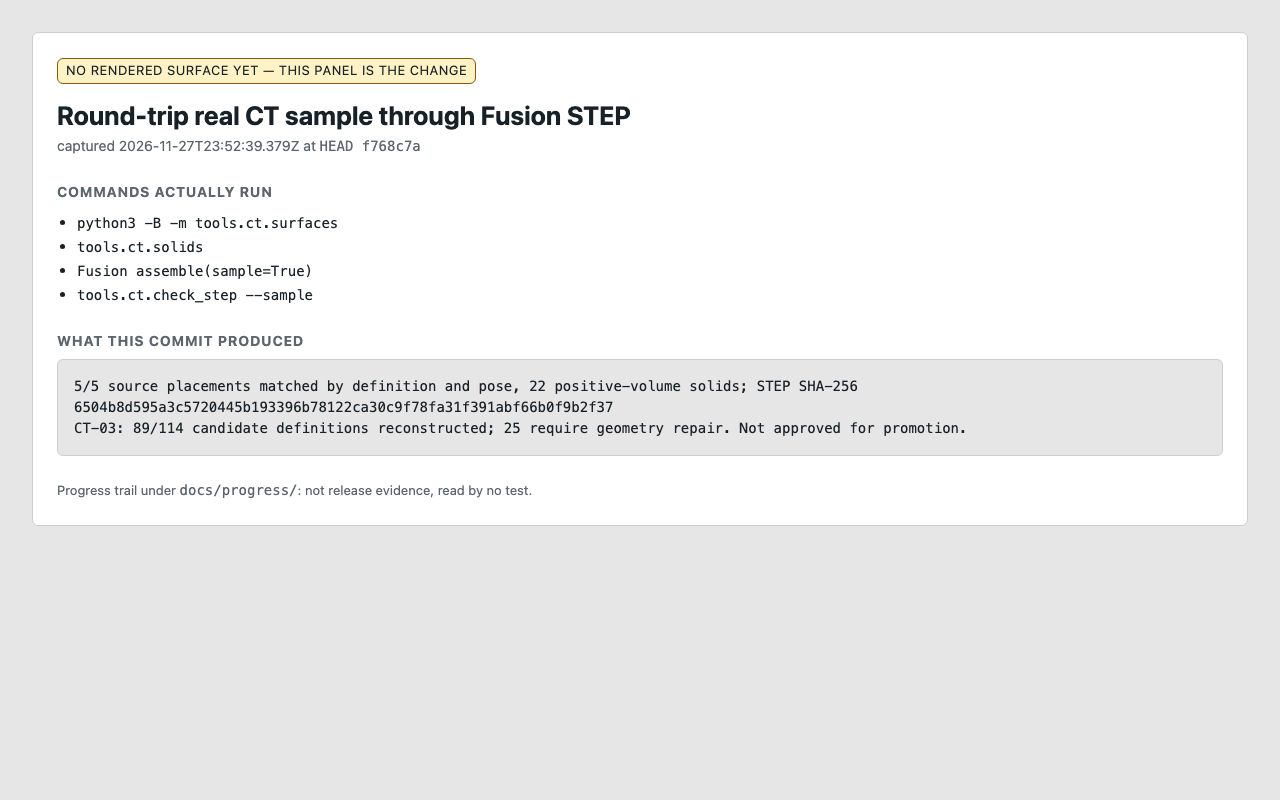 NO RENDERED SURFACE YET — THIS PANEL IS THE CHANGE
Round-trip real CT sample through Fusion STEP
captured 2026-11-27T23:52:39.379Z at HEAD f768c7a
COMMANDS ACTUALLY RUN
• python3 -B -m tools.ct.surfaces
• tools.ct.solids
• Fusion assemble(sample=True)
• tools.ct.check_step --sample
WHAT THIS COMMIT PRODUCED
5/5 source placements matched by definition and pose, 22 positive-volume solids; STEP SHA-256
6504b8d595a3c5720445b193396b78122ca30c9f78fa31f391abf66b0f9b2f37
CT-03: 89/114 candidate definitions reconstructed; 25 require geometry repair. Not approved for promotion.
Progress trail under docs/progress/: not release evidence, read by no test.